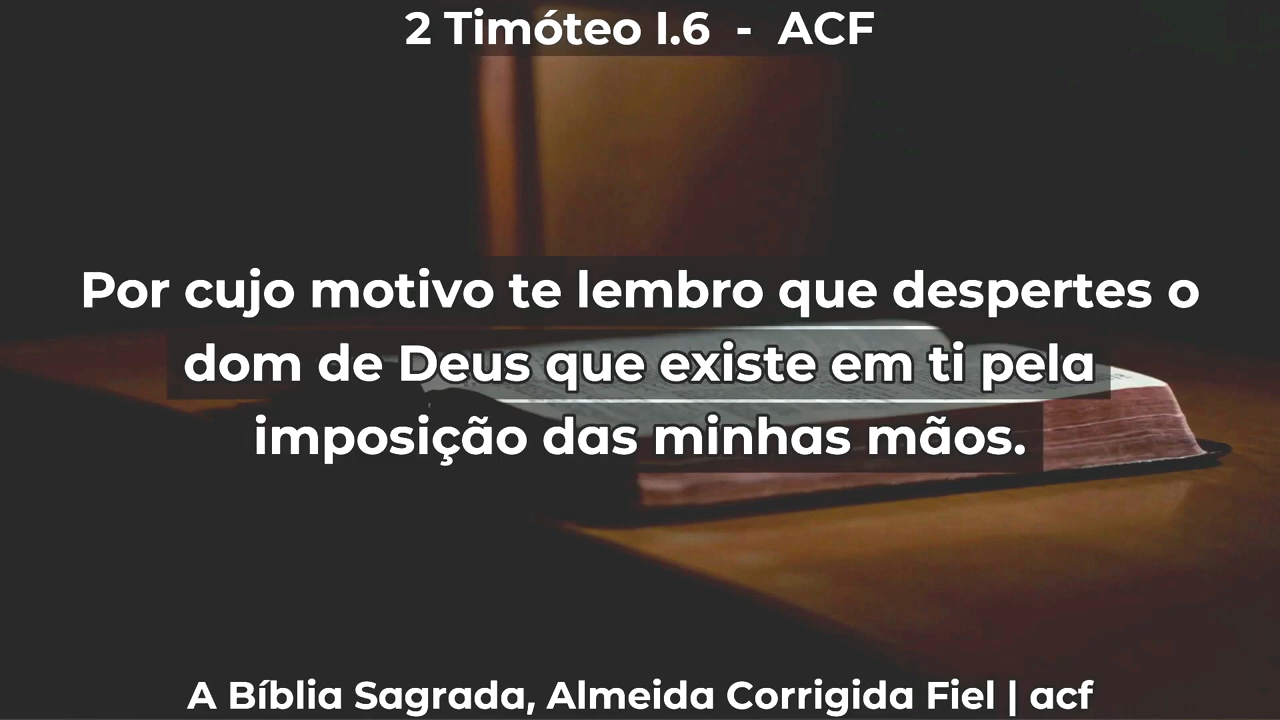 2 Timóteo I.6 - ACF
Por cujo motivo te lembro que despertes o
dom de Deus que existe em ti pela
imposição das minhas mãos.
A Bíblia Sagrada, Almeida Corrigida Fiel | acf